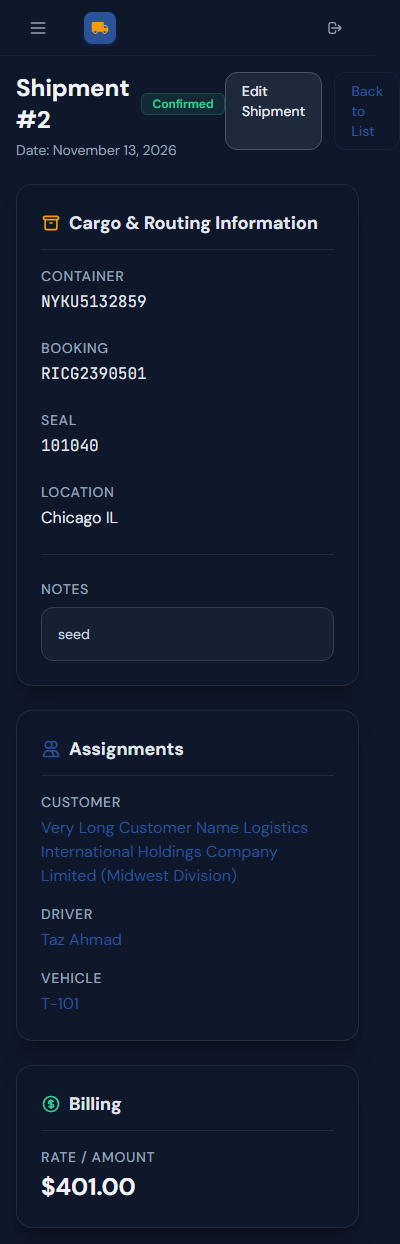 Shipment
#2
Confirmed
Date: November 13, 2026
Edit
Shipment
Back
to
List
Cargo & Routing Information
CONTAINER
NYKU5132859
BOOKING
RICG2390501
SEAL
101040
LOCATION
Chicago IL
NOTES
seed
Assignments
CUSTOMER
Very Long Customer Name Logistics
International Holdings Company
Limited (Midwest Division)
DRIVER
Taz Ahmad
VEHICLE
T-101
Billing
RATE / AMOUNT
$401.00